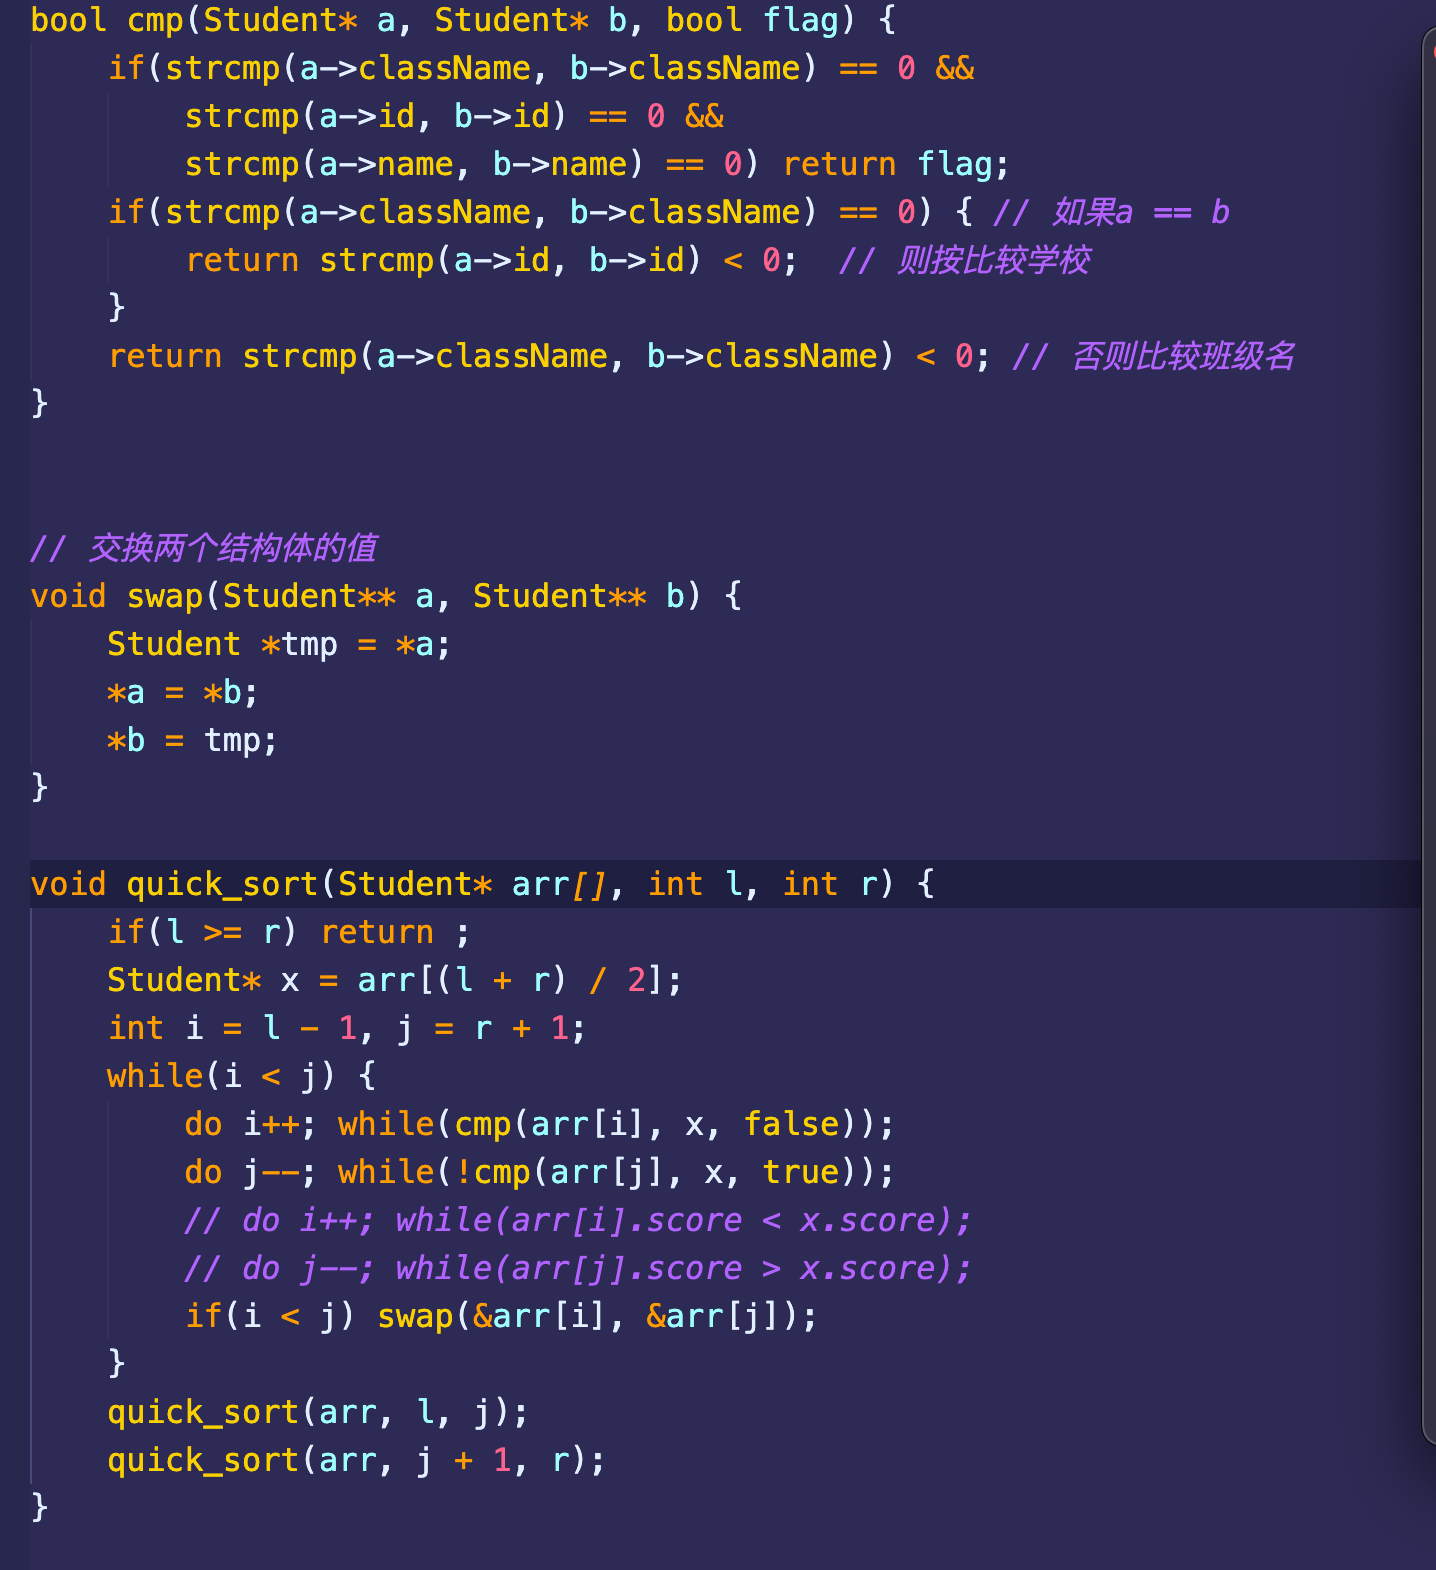 bool cmp(Student* a, Student* b, bool flag) {
    if(strcmp(a->className, b->className) == 0 &&
        strcmp(a->id, b->id) == 0 &&
        strcmp(a->name, b->name) == 0) return flag;
    if(strcmp(a->className, b->className) == 0) { // 如果a == b
        return strcmp(a->id, b->id) < 0;  // 则按比较学校
    }
    return strcmp(a->className, b->className) < 0; // 否则比较班级名
}
// 交换两个结构体的值
void swap(Student** a, Student** b) {
    Student *tmp = *a;
    *a = *b;
    *b = tmp;
}
void quick_sort(Student* arr[], int l, int r) {
    if(l >= r) return ;
    Student* x = arr[(l + r) / 2];
    int i = l - 1, j = r + 1;
    while(i < j) {
        do i++; while(cmp(arr[i], x, false));
        do j--; while(!cmp(arr[j], x, true));
        // do i++; while(arr[i].score < x.score);
        // do j--; while(arr[j].score > x.score);
        if(i < j) swap(&arr[i], &arr[j]);
    }
    quick_sort(arr, l, j);
    quick_sort(arr, j + 1, r);
}